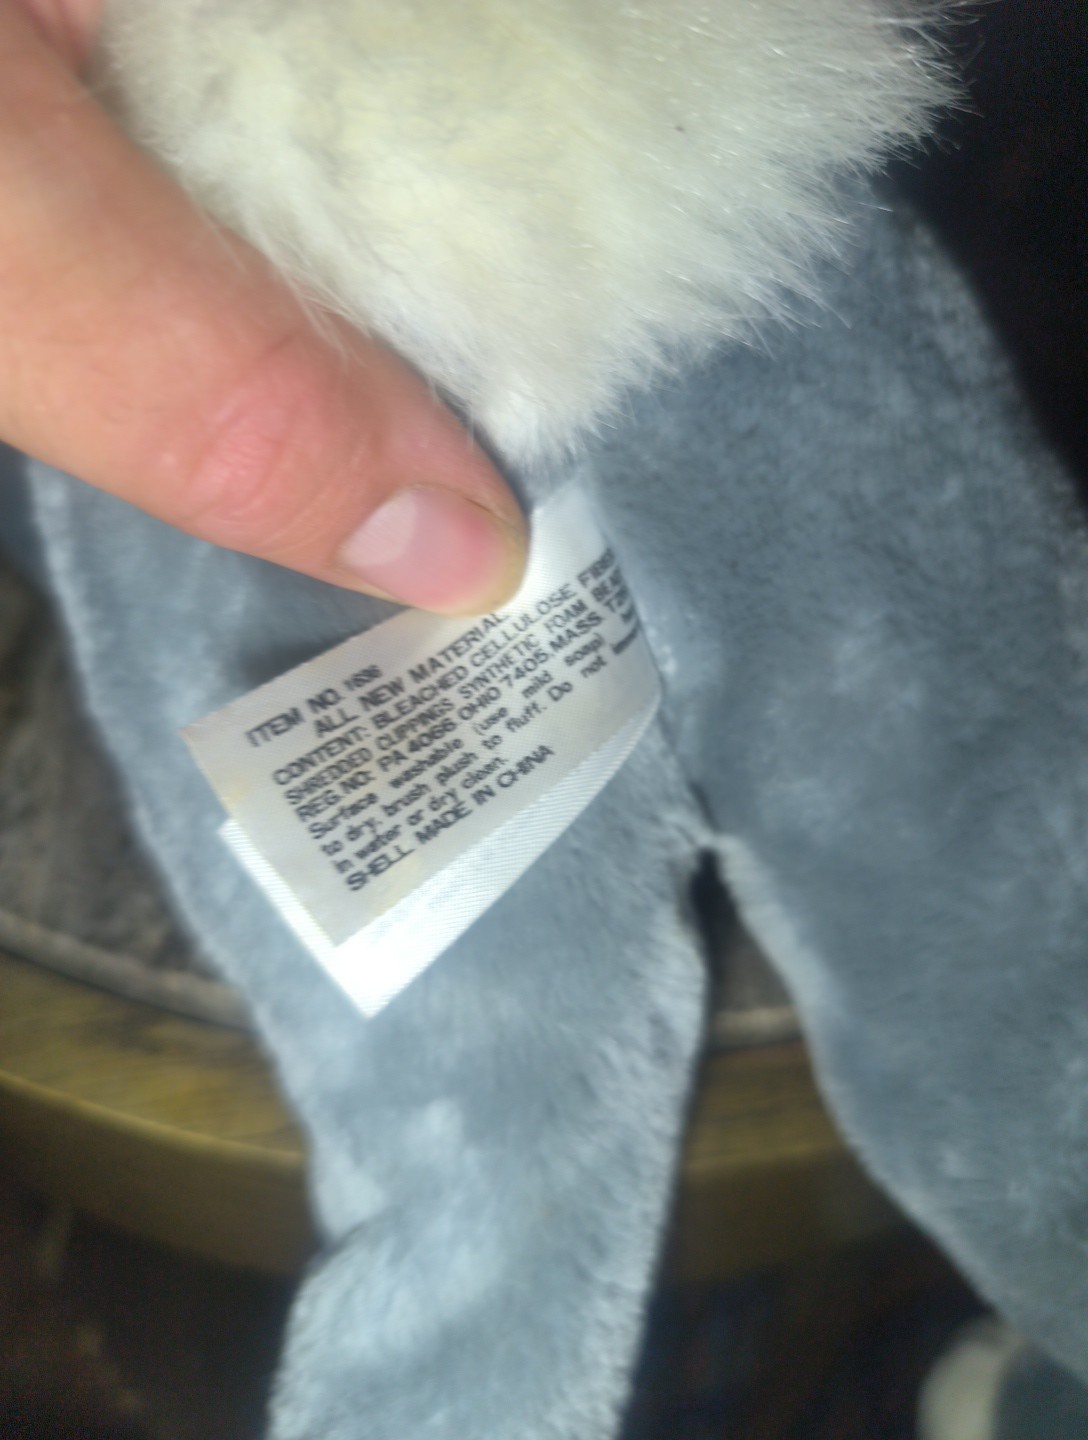 ITEM NO.
ALL NEW MATERIAL
CONTENT: BLEACHED CELLULOSE
SHREDDED CLIPPINGS SYNTHETIC FOAM
REG. NO: PA 4066 OHIO 7405, MASS.
Surface washable (use mild soap)
to dry, brush plush to fluff. Do not
in water or dry clean.
SHELL MADE IN CHINA